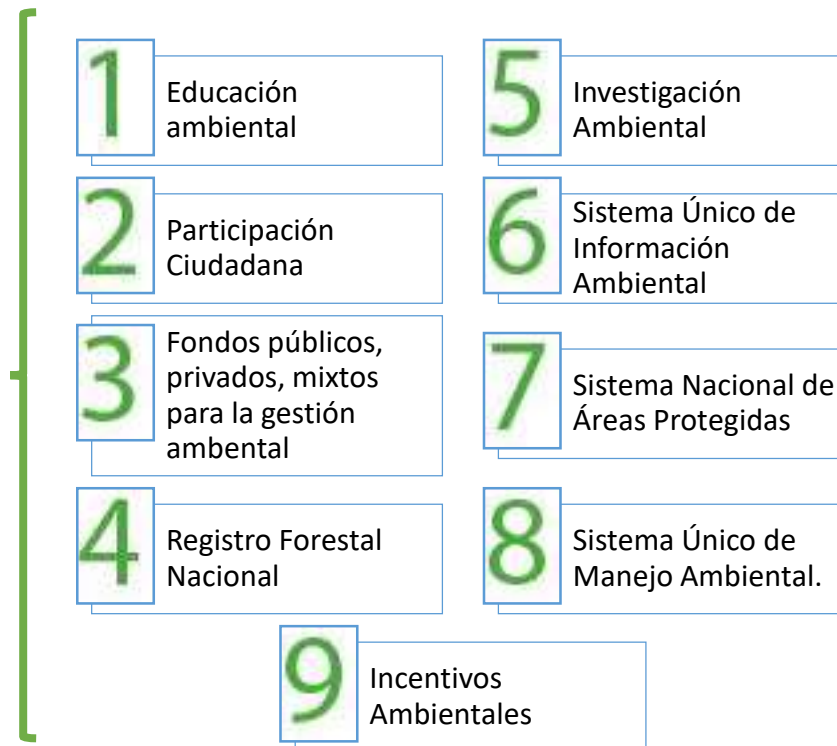 1
Educación
ambiental
2
Participación
Ciudadana
3
Fondos públicos,
privados, mixtos
para la gestión
ambental
4
Registro Forestal
Nacional
5
Investigación
Ambiental
6
Sistema Único de
Información
Ambiental
7
Sistema Nacional de
Áreas Protegidas
8
Sistema Único de
Manejo Ambiental.
9
Incentivos
Ambientales